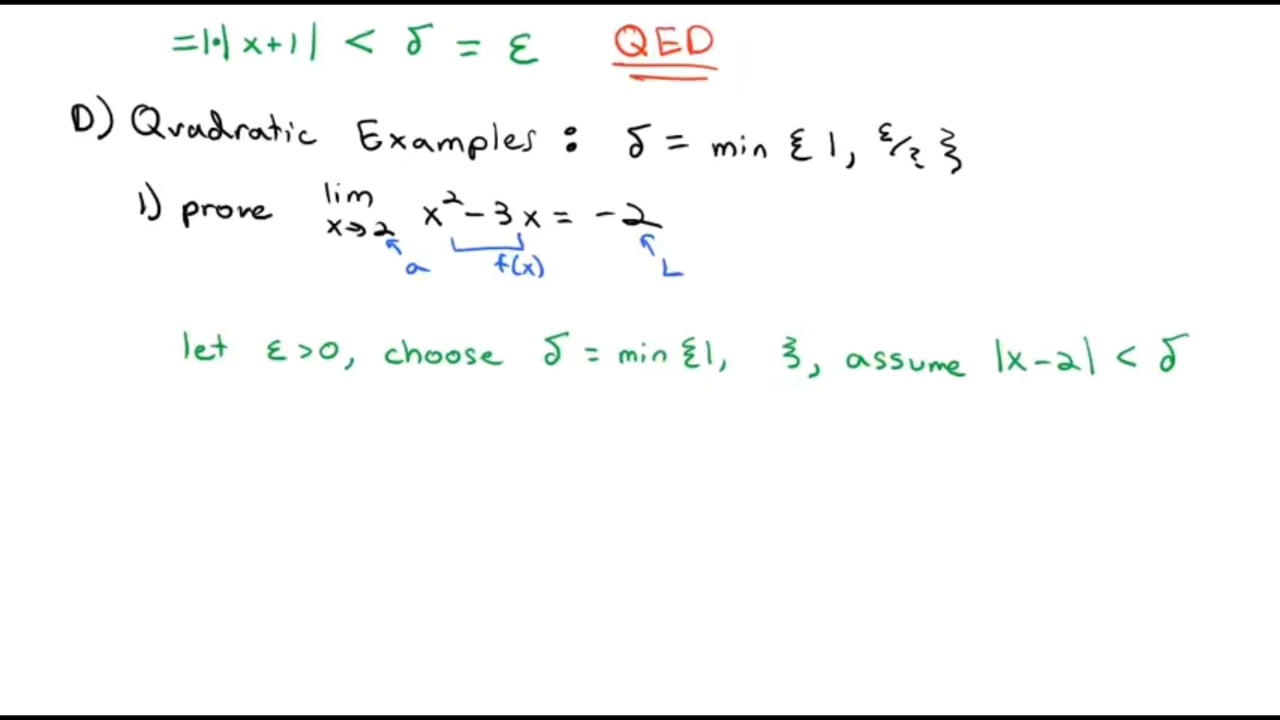 =|·|x+1| < δ = ε QED
D) Quadratic Examples : δ = min {1, ε/?}
1) prove lim x→2 x² - 3x = -2
a f(x) L
let ε>0, choose δ = min {1, }, assume |x-2| < δ